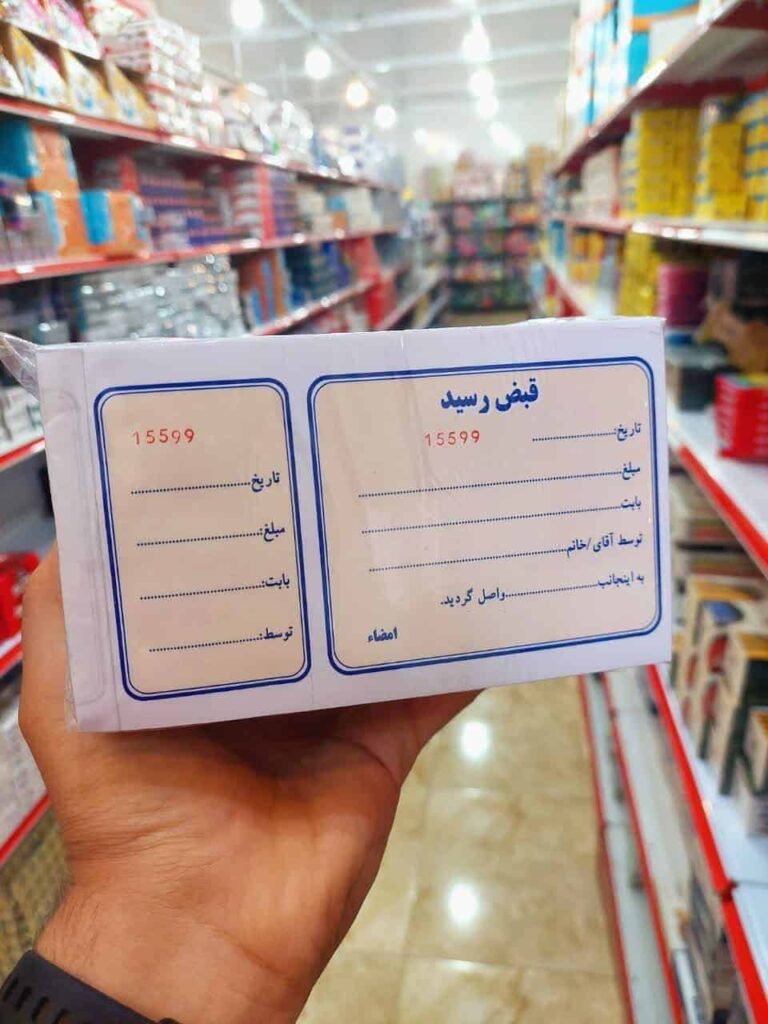 قبض رسید
تاریخ:.................... 15599
مبلغ..............................................................
بابت..............................................................
توسط آقای/خانم..................................................
به اینجانب.......................واصل گردید.
امضاء
15599
تاریخ..............................
مبلغ:..............................
بابت:..............................
توسط:..............................